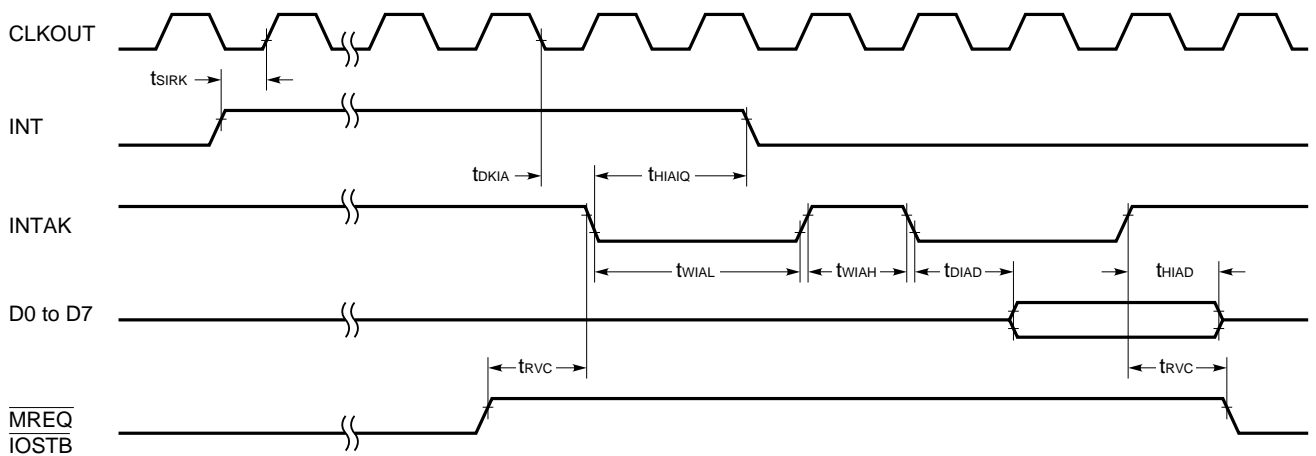 CLKOUT
tSIRK
INT
tDKIA
tHIAIQ
INTAK
tWIAL
tWIAH
tDIAD
tHIAD
D0 to D7
tRVC
tRVC
MREQ
IOSTB